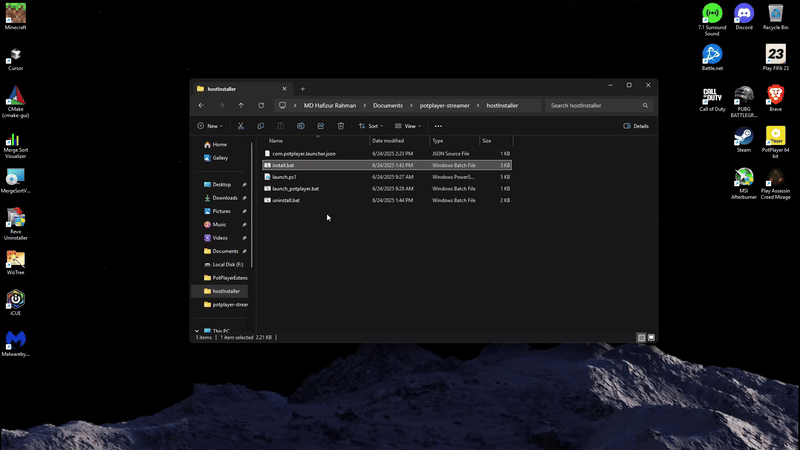 Minecraft
Cursor
CMake
(cmake-gui)
Merge Sort
Visualizer
MergeSortV...
Revo
Uninstaller
WizTree
iCUE
Malwareby...
7.1 Surround
Sound
Discord
Recycle Bin
Battle.net
23
Play FIFA 23
CALL OF DUTY
Call of Duty
PUBG
BATTLEGR...
Brave
Steam
PotPlayer 64
bit
MSI
Afterburner
Valorant
Play Assassin
Creed Mirage
hostInstaller
MD Hafizur Rahman > Documents > potplayer-streamer > hostInstaller
Search hostInstaller
New
Sort
View
Details
Name
Date modified
Type
Size
com.potplayer.launcher.json 6/24/2025 2:23 PM JSON Source File 1 KB
install.bat 6/24/2025 1:43 PM Windows Batch File 3 KB
launch.ps1 6/24/2025 9:27 AM Windows PowerS... 5 KB
launch_potplayer.bat 6/24/2025 9:28 AM Windows Batch File 1 KB
uninstall.bat 6/24/2025 1:44 PM Windows Batch File 2 KB
Home
Gallery
Desktop
Downloads
Pictures
Music
Videos
Documents
Local Disk (F:)
PotPlayerExtens
hostInstaller
potplayer-strear
This PC
5 items
1 item selected 2.21 KB